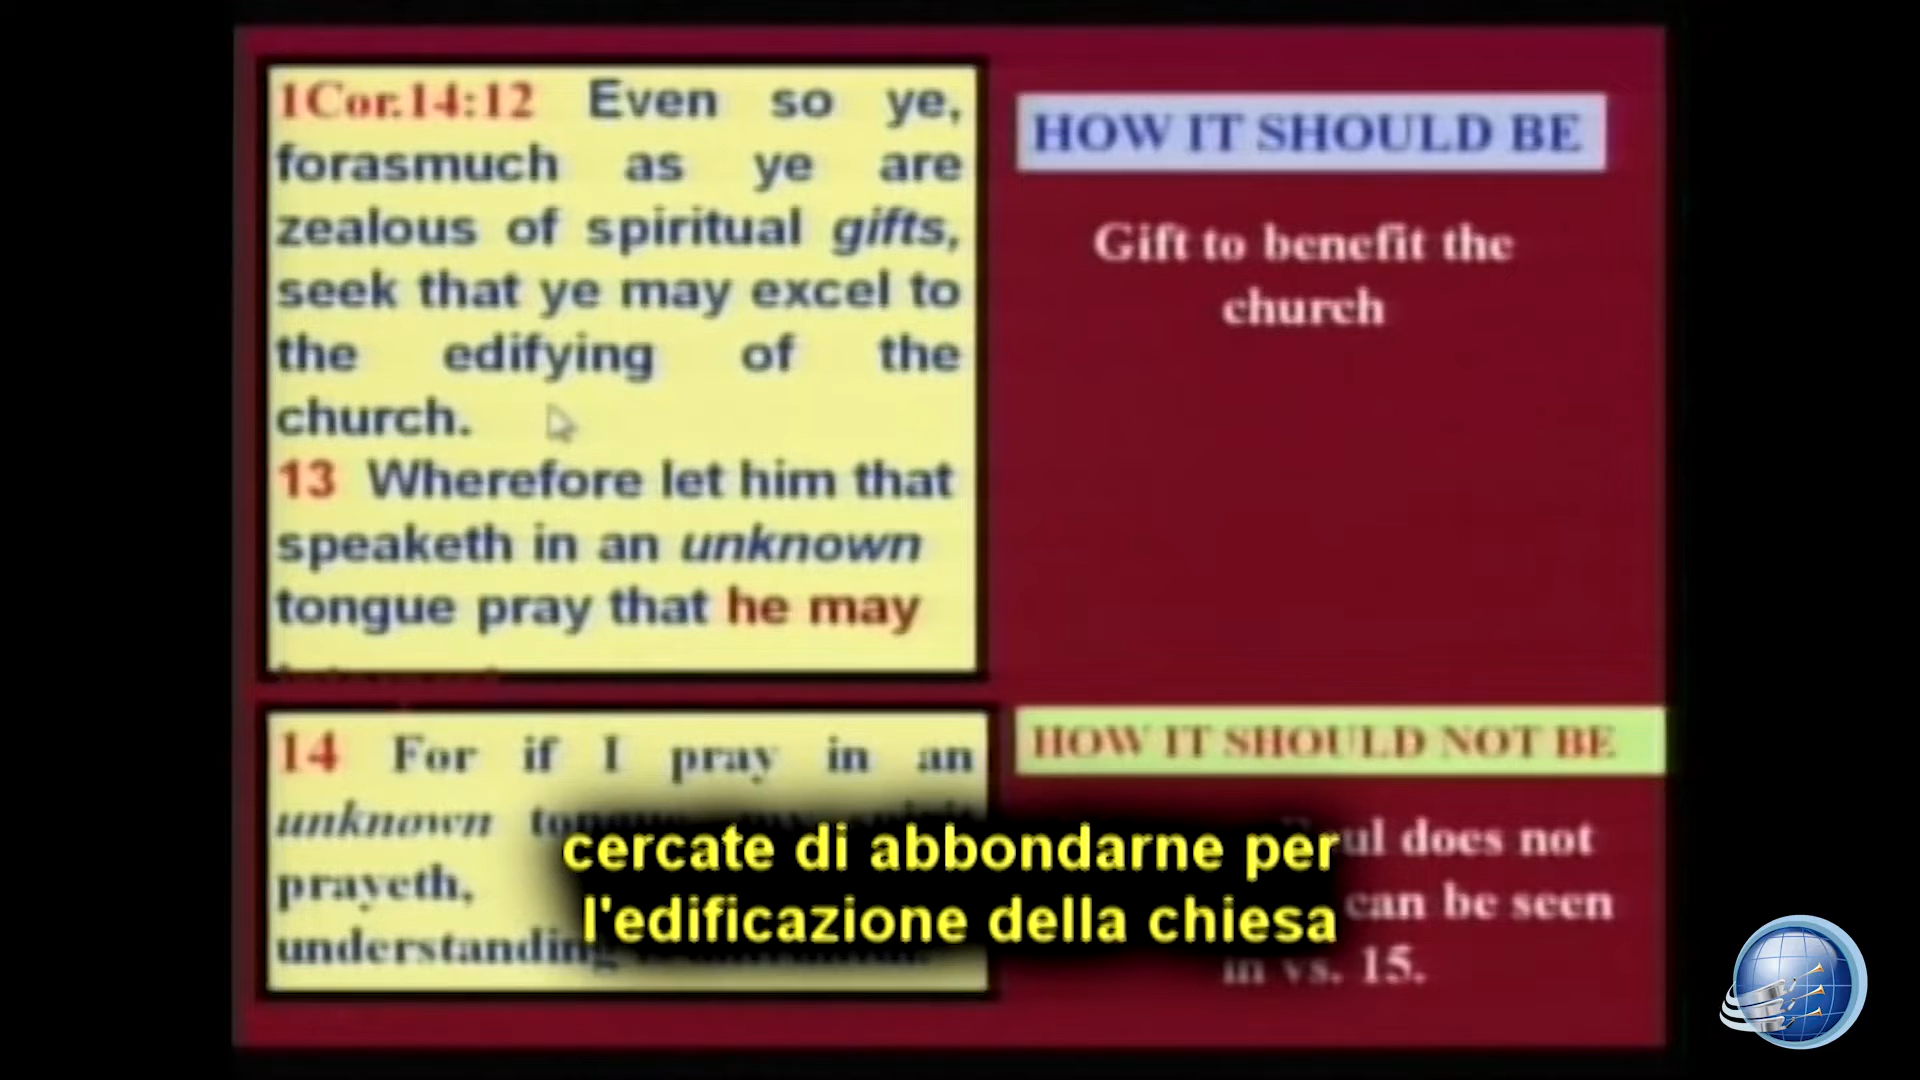 1Cor.14:12 Even so ye,
forasmuch as ye are
zealous of spiritual gifts,
seek that ye may excel to
the edifying of the
church.
13 Wherefore let him that
speaketh in an unknown
tongue pray that he may
HOW IT SHOULD BE
Gift to benefit the
church
14 For if I pray in an
unknown
prayeth,
understanding
HOW IT SHOULD NOT BE
does not
can be seen
in vs. 15.
cercate di abbondarne per
l'edificazione della chiesa